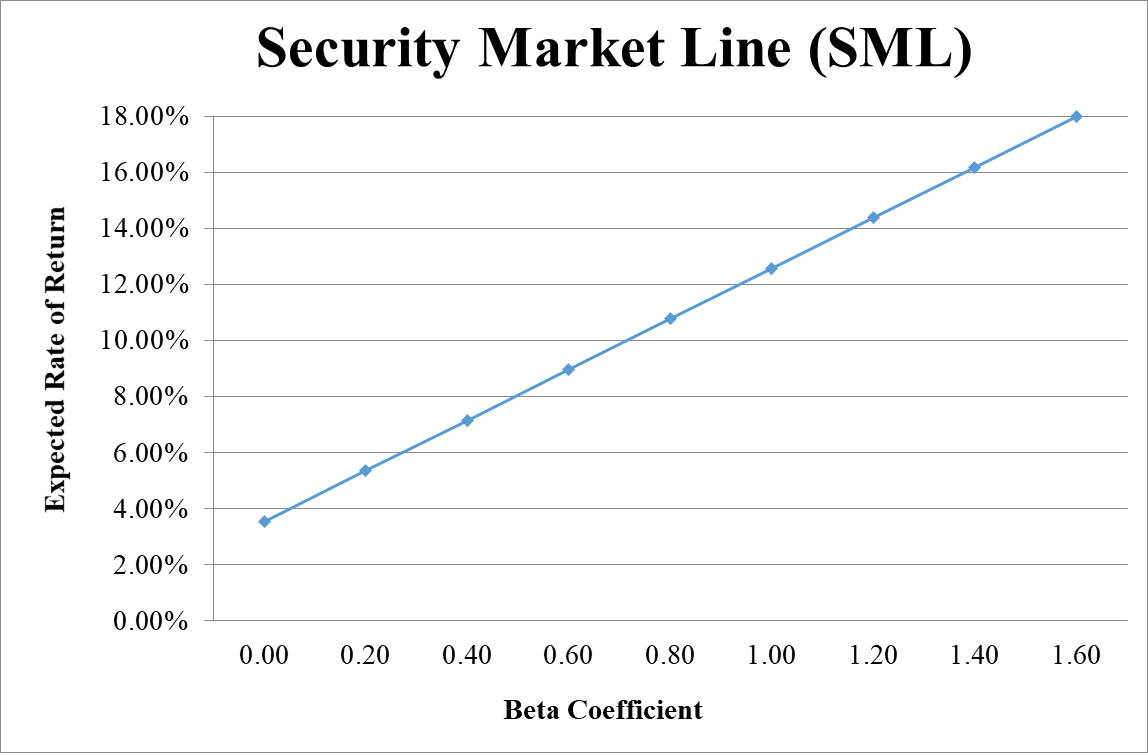 Security Market Line (SML)
Expected Rate of Return
18.00%
16.00%
14.00%
12.00%
10.00%
8.00%
6.00%
4.00%
2.00%
0.00%
0.00 0.20 0.40 0.60 0.80 1.00 1.20 1.40 1.60
Beta Coefficient